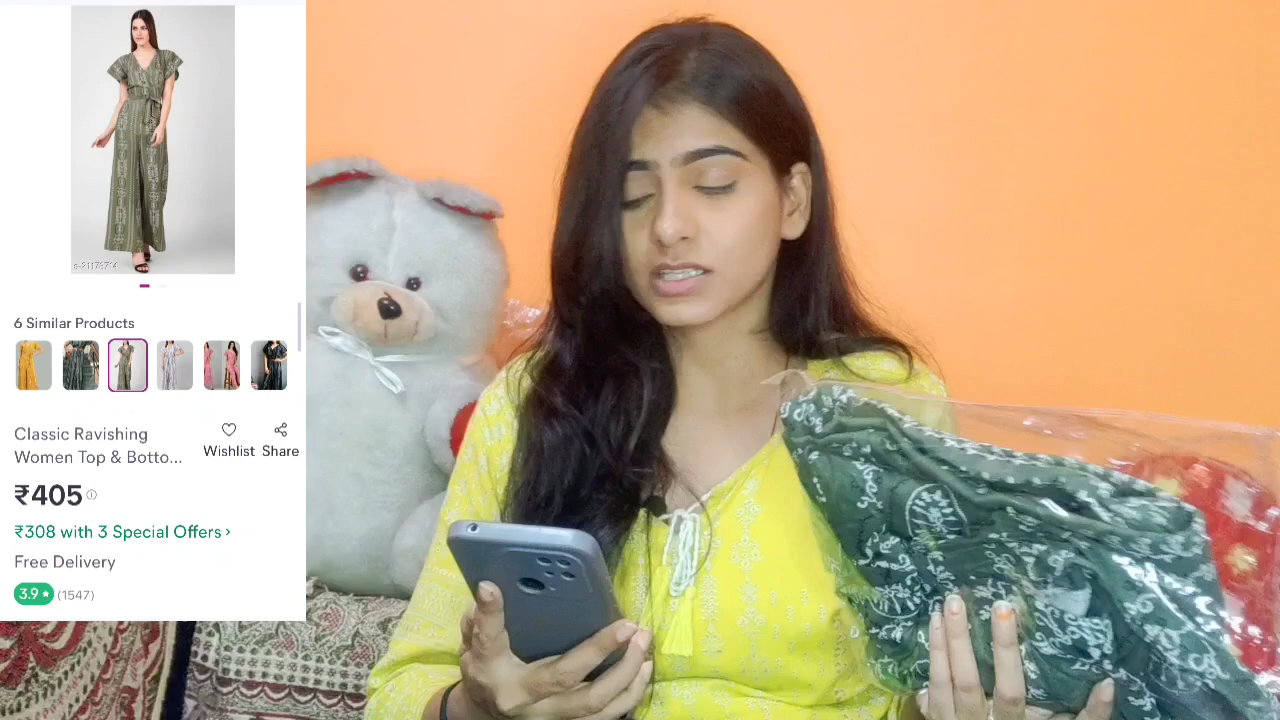 s-21173794
6 Similar Products
Classic Ravishing
Women Top & Botto...
Wishlist Share
₹405
₹308 with 3 Special Offers ›
Free Delivery
3.9 ★ (1547)